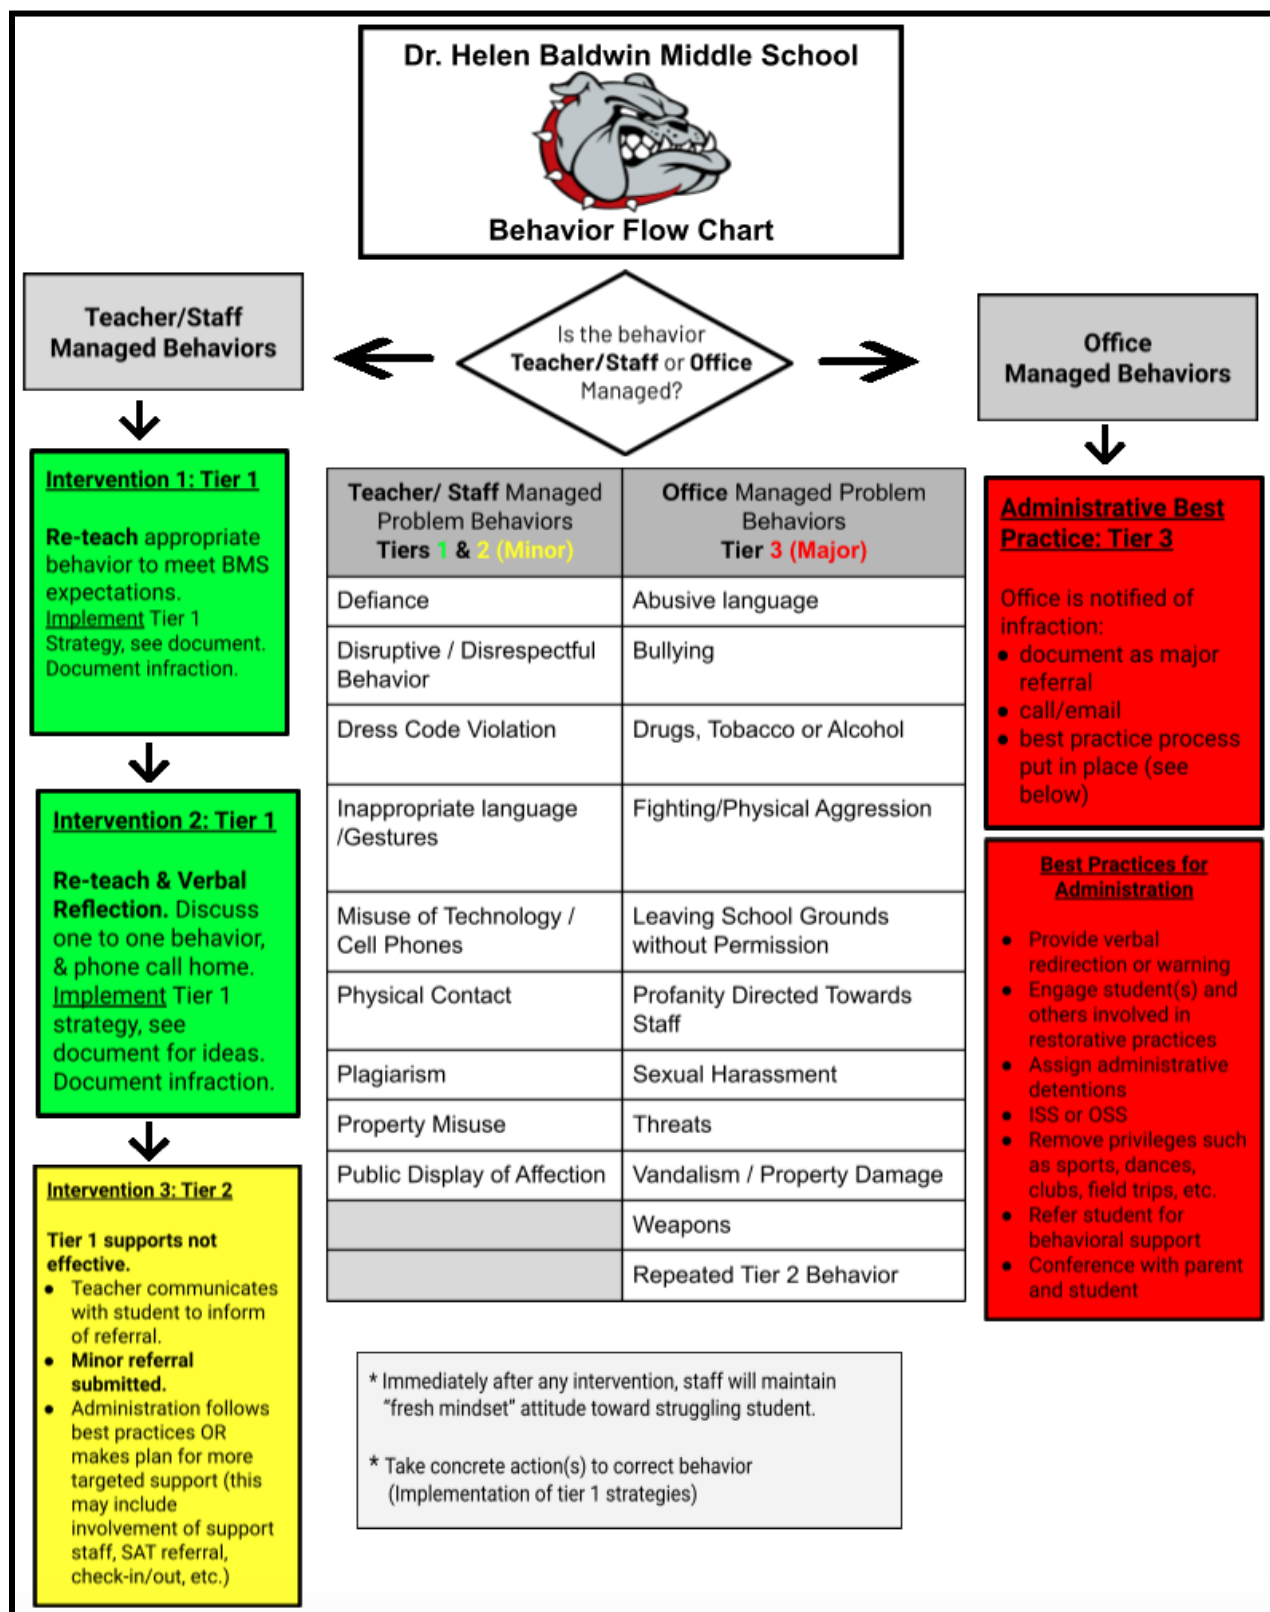 Dr. Helen Baldwin Middle School
Behavior Flow Chart
Is the behavior
Teacher/Staff or Office
Managed?
Teacher/Staff
Managed Behaviors
Intervention 1: Tier 1
Re-teach appropriate
behavior to meet BMS
expectations.
Implement Tier 1
Strategy, see document.
Document infraction.
Intervention 2: Tier 1
Re-teach & Verbal
Reflection. Discuss
one to one behavior,
& phone call home.
Implement Tier 1
strategy, see
document for ideas.
Document infraction.
Intervention 3: Tier 2
Tier 1 supports not
effective.
● Teacher communicates
with student to inform
of referral.
● Minor referral
submitted.
● Administration follows
best practices OR
makes plan for more
targeted support (this
may include
involvement of support
staff, SAT referral,
check-in/out, etc.)
Teacher/ Staff Managed
Problem Behaviors
Tiers 1 & 2 (Minor)
Office Managed Problem
Behaviors
Tier 3 (Major)
Defiance
Abusive language
Disruptive / Disrespectful
Behavior
Bullying
Dress Code Violation
Drugs, Tobacco or Alcohol
Inappropriate language
/Gestures
Fighting/Physical Aggression
Misuse of Technology /
Cell Phones
Leaving School Grounds
without Permission
Physical Contact
Profanity Directed Towards
Staff
Plagiarism
Sexual Harassment
Property Misuse
Threats
Public Display of Affection
Vandalism / Property Damage
Weapons
Repeated Tier 2 Behavior
* Immediately after any intervention, staff will maintain
"fresh mindset" attitude toward struggling student.
* Take concrete action(s) to correct behavior
(Implementation of tier 1 strategies)
Office
Managed Behaviors
Administrative Best
Practice: Tier 3
Office is notified of
infraction:
● document as major
referral
● call/email
● best practice process
put in place (see
below)
Best Practices for
Administration
● Provide verbal
redirection or warning
● Engage student(s) and
others involved in
restorative practices
● Assign administrative
detentions
● ISS or OSS
● Remove privileges such
as sports, dances,
clubs, field trips, etc.
● Refer student for
behavioral support
● Conference with parent
and student